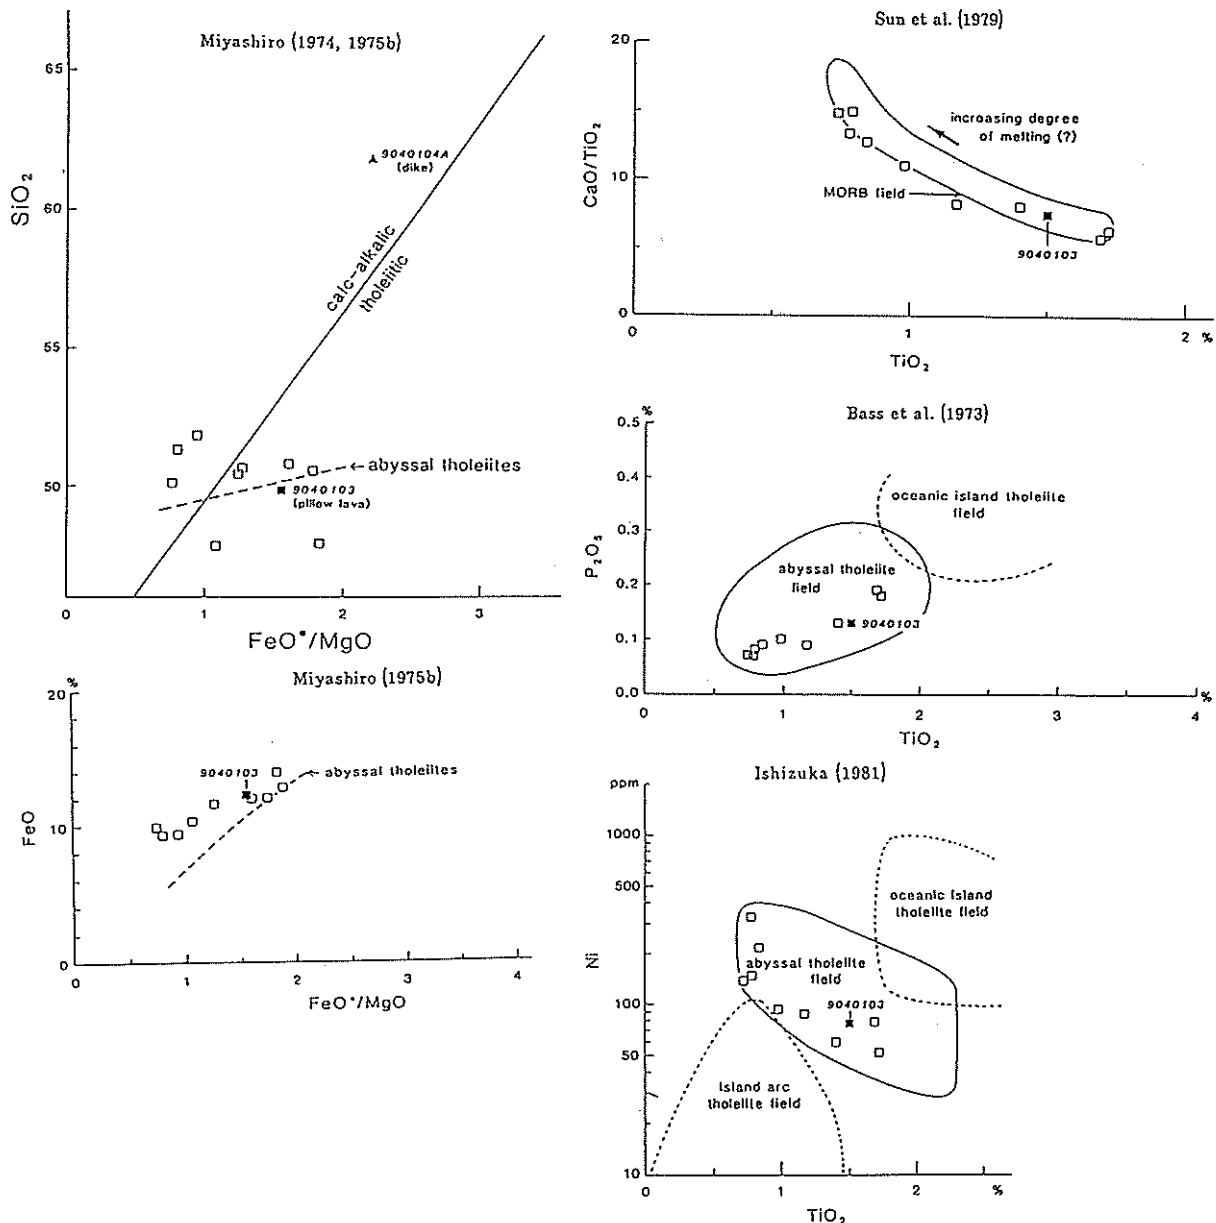 Miyashiro (1974, 1975b)
65
60
55
50
SiO2
9040104A
(dike)
calc-alkalic
tholeiitic
←abyssal tholeiites
9040103
(pillow lava)
0
1
2
3
FeO*/MgO
Sun et al. (1979)
20
10
0
CaO/TiO2
increasing degree
of melting (?)
MORB field
9040103
1
2 %
TiO2
Bass et al. (1973)
%
0.5
0.4
0.3
0.2
0.1
0.0
P2O5
oceanic island tholeiite
field
abyssal tholeiite
field
9040103
0
1
2
3
4
%
TiO2
Miyashiro (1975b)
%
20
10
0
FeO
9040103
←abyssal tholeiites
0
1
2
3
4
FeO*/MgO
Ishizuka (1981)
ppm
1000
500
100
50
10
Ni
oceanic island
tholeiite field
abyssal tholeiite
field
9040103
island arc
tholeiite field
0
1
2
%
TiO2